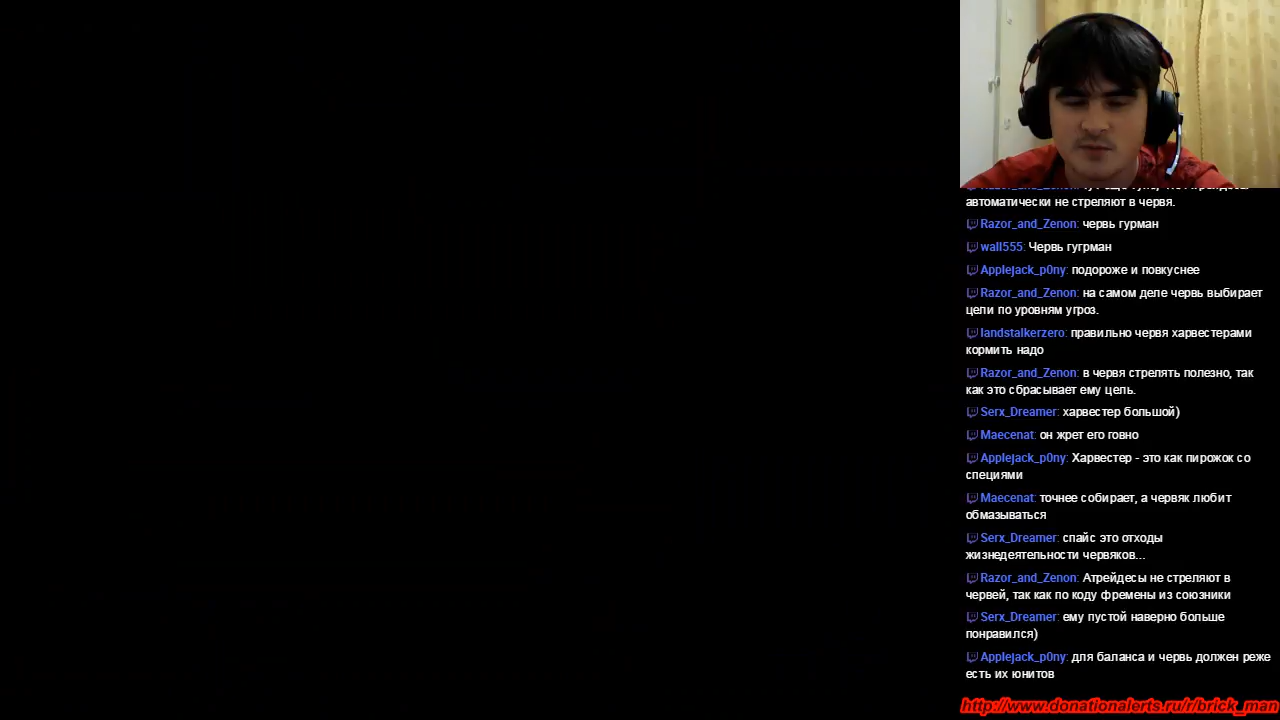 автоматически не стреляют в червя.
Razor_and_Zenon: червь гурман
wall555: Червь гугрман
Applejack_p0ny: подороже и повкуснее
Razor_and_Zenon: на самом деле червь выбирает
цели по уровням угроз.
landstalkerzero: правильно червя харвестерами
кормить надо
Razor_and_Zenon: в червя стрелять полезно, так
как это сбрасывает ему цель.
Serx_Dreamer: харвестер большой)
Maecenat: он жрет его говно
Applejack_p0ny: Харвестер - это как пирожок со
специями
Maecenat: точнее собирает, а червяк любит
обмазываться
Serx_Dreamer: спайс это отходы
жизнедеятельности червяков...
Razor_and_Zenon: Атрейдесы не стреляют в
червей, так как по коду фремены из союзники
Serx_Dreamer: ему пустой наверно больше
понравился)
Applejack_p0ny: для баланса и червь должен реже
есть их юнитов
http://www.donationalerts.ru/r/brick_man